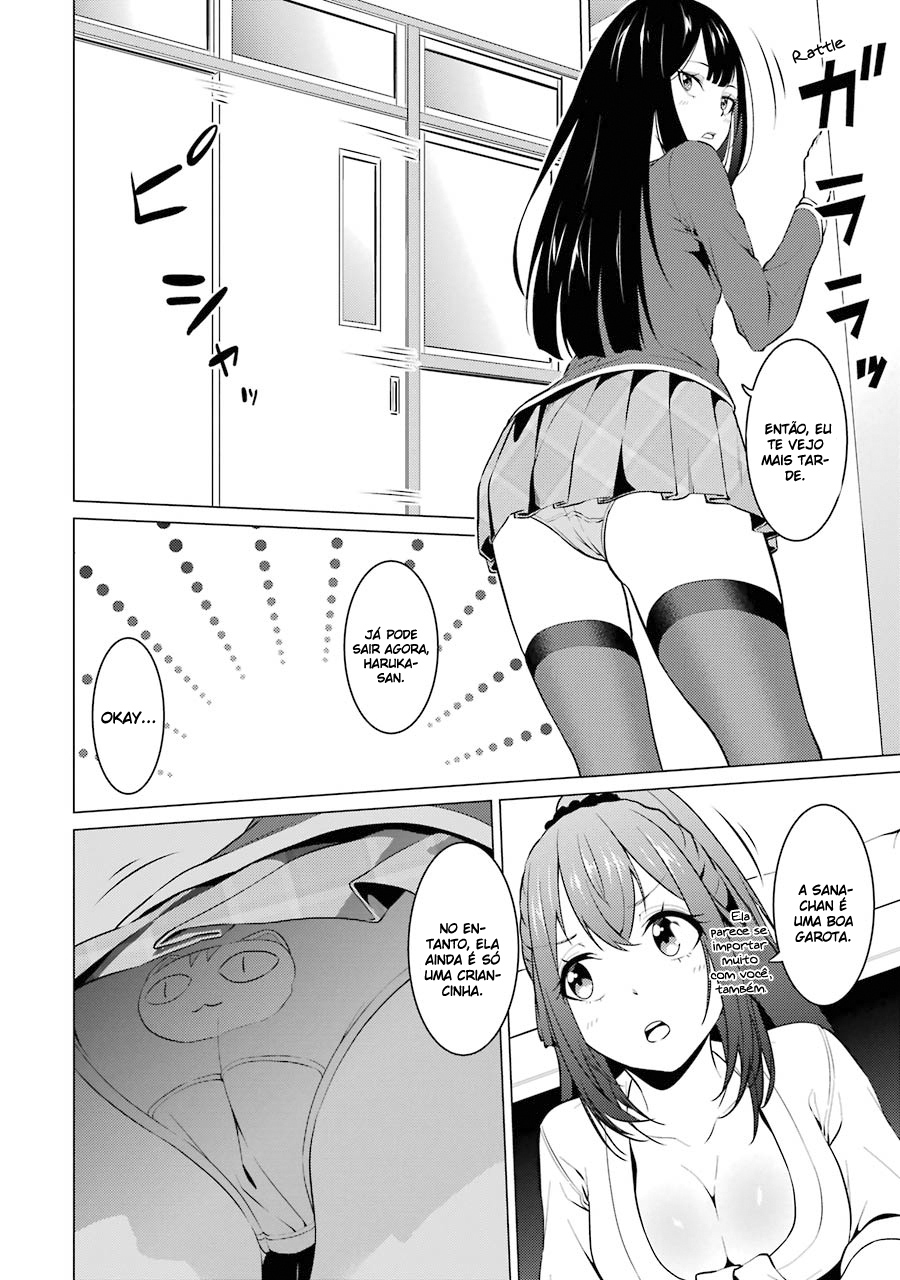 Rattle
ガ
ラ
ラ
ッ
ENTÃO, EU
TE VEJO
MAIS TAR-
DE.
ピ
シ
ャ
ッ
JÁ PODE
SAIR AGORA,
HARUKA-
SAN.
OKAY...
A SANA-
CHAN É
UMA BOA
GAROTA.
Ela
parece se
importar
muito
com você,
também.
NO EN-
TANTO, ELA
AINDA É SÓ
UMA CRIAN-
CINHA.